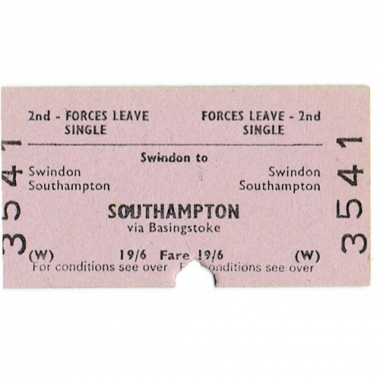 2nd - FORCES LEAVE FORCES LEAVE - 2nd
SINGLE SINGLE
Swindon to
Swindon Swindon
Southampton Southampton
SOUTHAMPTON
via Basingstoke
(W) 19/6 Fare 19/6 (W)
For conditions see over For conditions see over
3541
3541